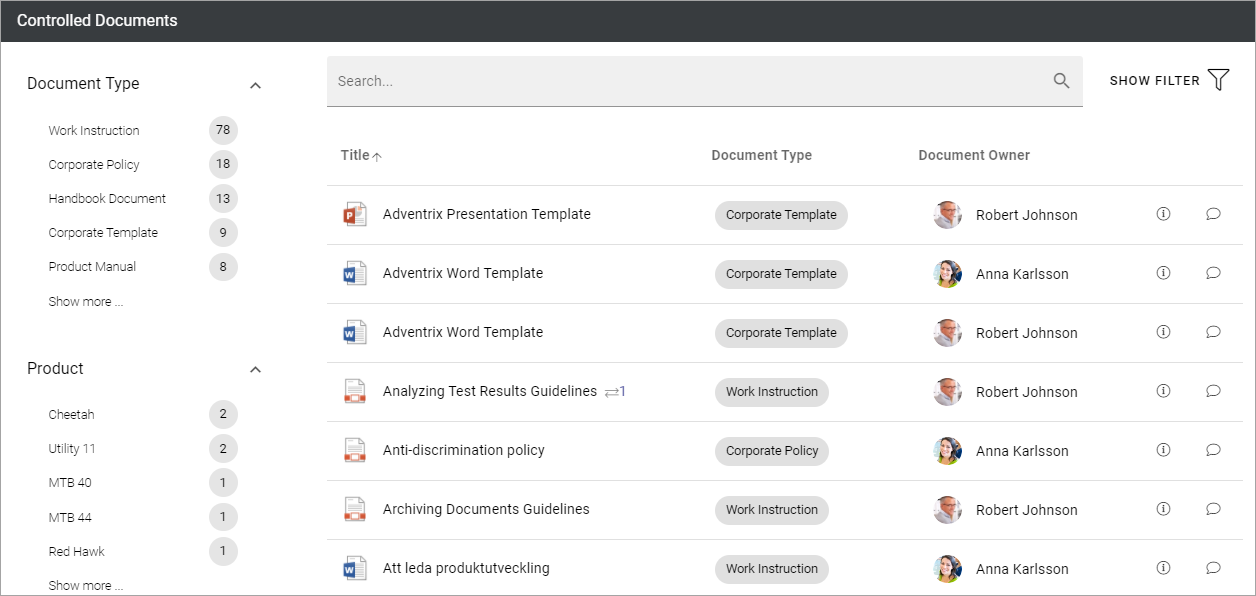 Controlled Documents
Document Type
Work Instruction 78
Corporate Policy 18
Handbook Document 13
Corporate Template 9
Product Manual 8
Show more ...
Product
Cheetah 2
Utility 11 2
MTB 40 1
MTB 44 1
Red Hawk 1
Show more ...
Search...
SHOW FILTER
Title Document Type Document Owner
Adventrix Presentation Template Corporate Template Robert Johnson
Adventrix Word Template Corporate Template Anna Karlsson
Adventrix Word Template Corporate Template Robert Johnson
Analyzing Test Results Guidelines ⇄1 Work Instruction Robert Johnson
Anti-discrimination policy Corporate Policy Anna Karlsson
Archiving Documents Guidelines Work Instruction Robert Johnson
Att leda produktutveckling Work Instruction Anna Karlsson